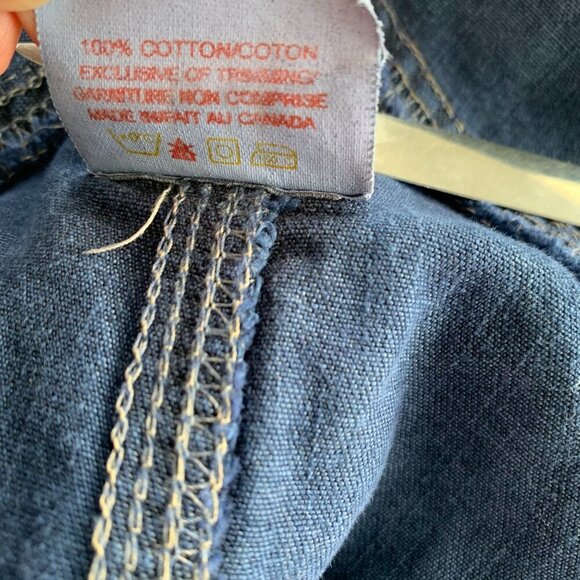 100% COTTON/COTON
EXCLUSIVE OF TRIMMING/
GARNITURE NON COMPRISE
MADE IN/FAIT AU CANADA